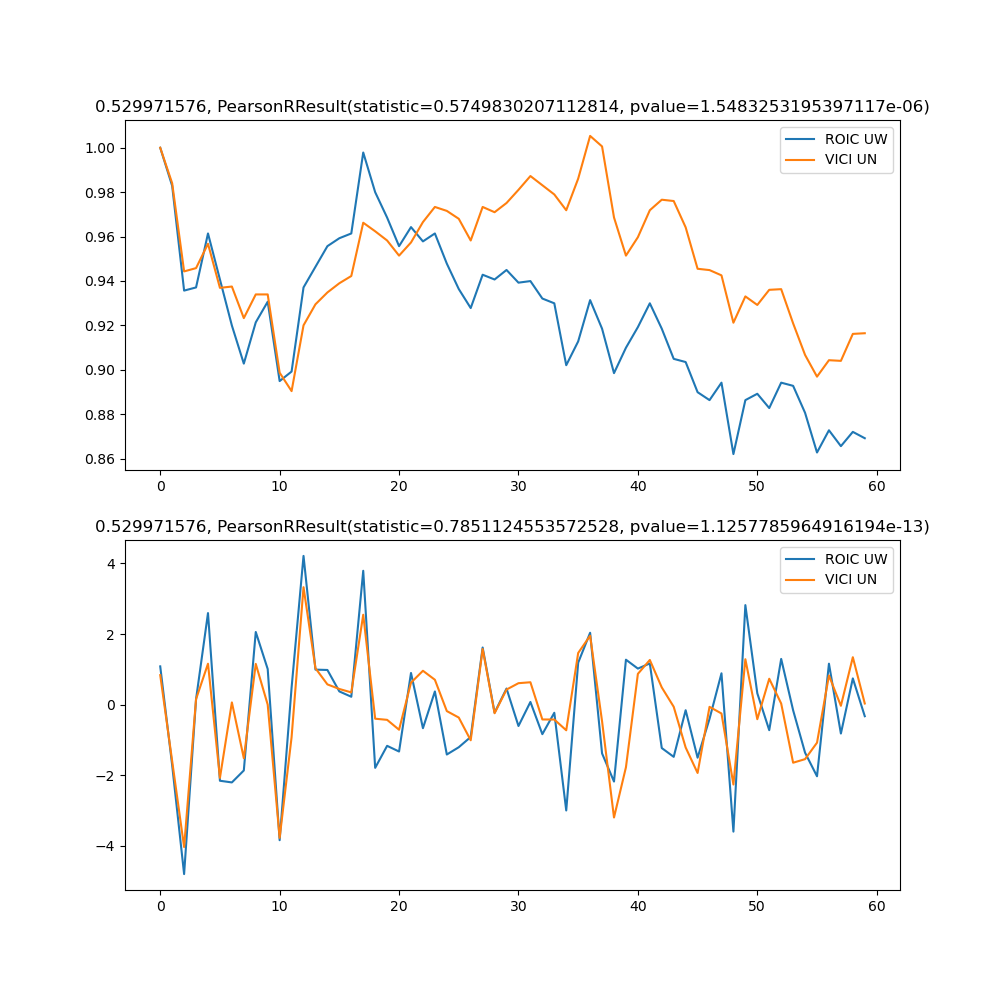 0.529971576, PearsonRResult(statistic=0.5749830207112814, pvalue=1.5483253195397117e-06)
ROIC UW
VICI UN
1.00
0.98
0.96
0.94
0.92
0.90
0.88
0.86
0 10 20 30 40 50 60
0.529971576, PearsonRResult(statistic=0.7851124553572528, pvalue=1.1257785964916194e-13)
ROIC UW
VICI UN
4
2
0
−2
−4
0 10 20 30 40 50 60